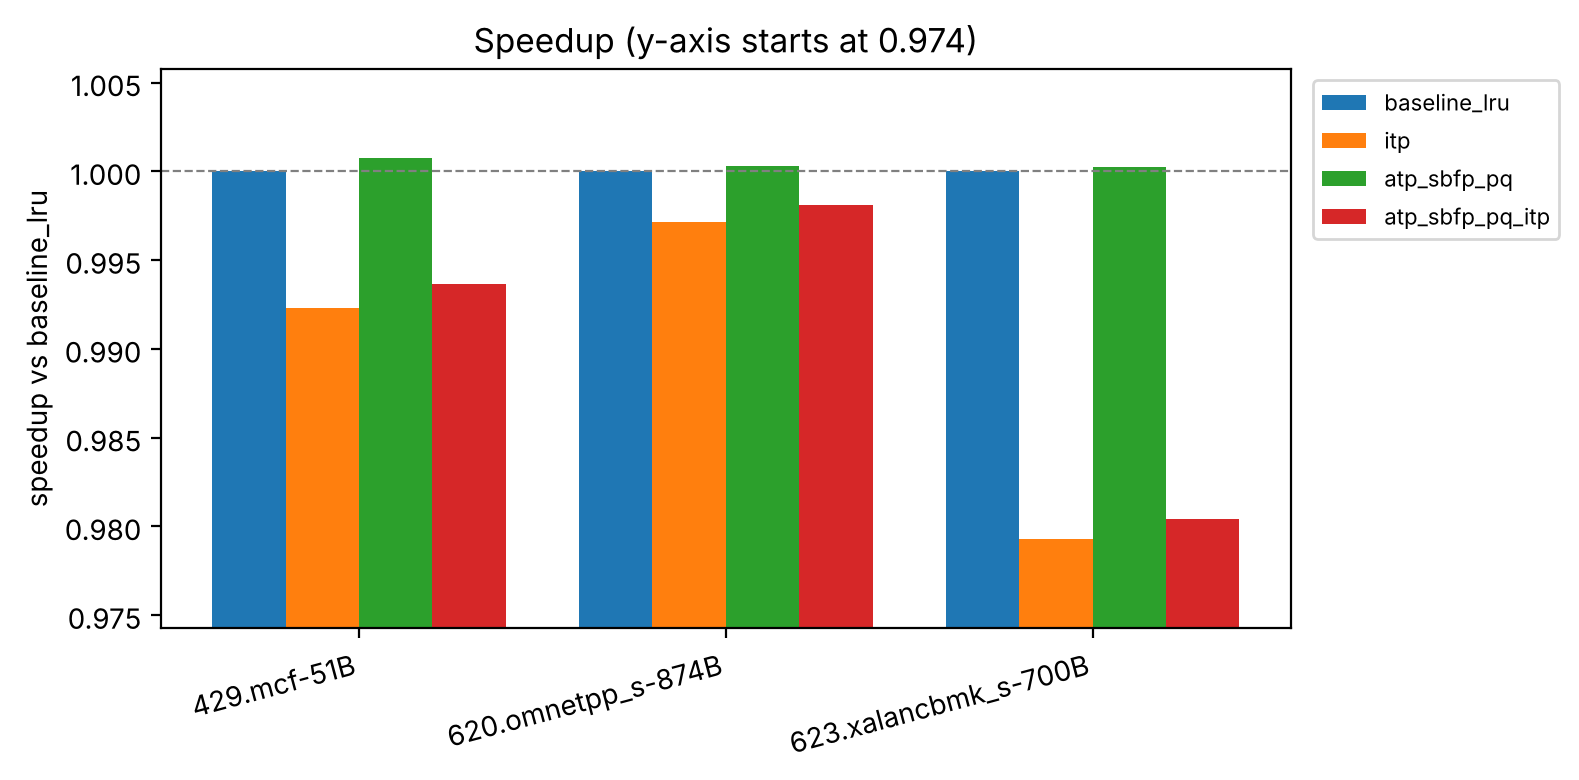 Speedup (y-axis starts at 0.974)
speedup vs baseline_lru
1.005
1.000
0.995
0.990
0.985
0.980
0.975
429.mcf-51B
620.omnetpp_s-874B
623.xalancbmk_s-700B
baseline_lru
itp
atp_sbfp_pq
atp_sbfp_pq_itp